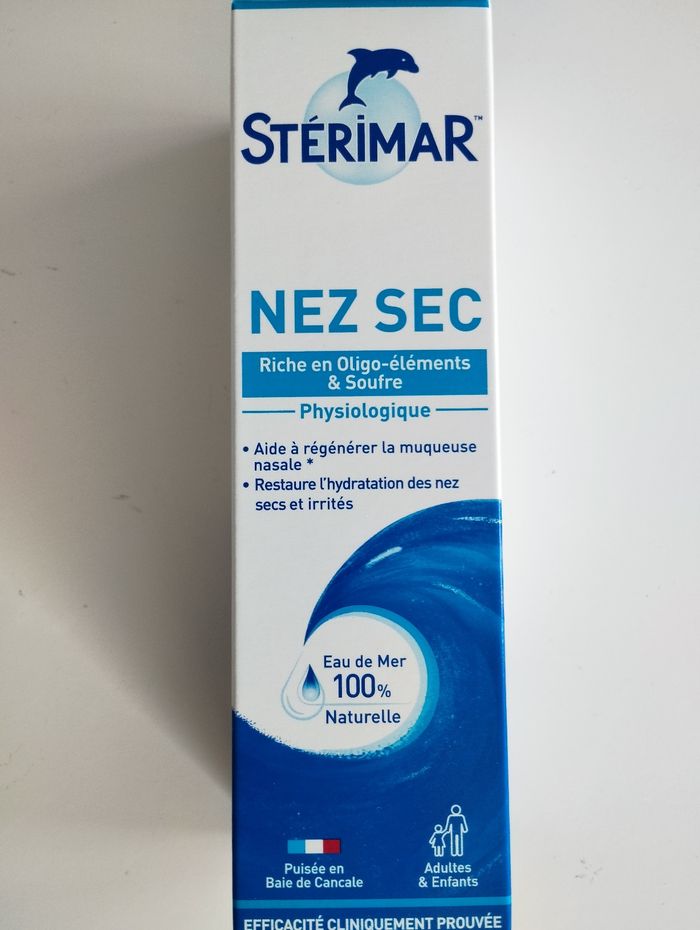 STÉRIMAR™
NEZ SEC
Riche en Oligo-éléments
& Soufre
Physiologique
• Aide à régénérer la muqueuse
nasale *
• Restaure l'hydratation des nez
secs et irrités
Eau de Mer
100%
Naturelle
Puisée en
Baie de Cancale
Adultes
& Enfants
EFFICACITÉ CLINIQUEMENT PROUVÉE